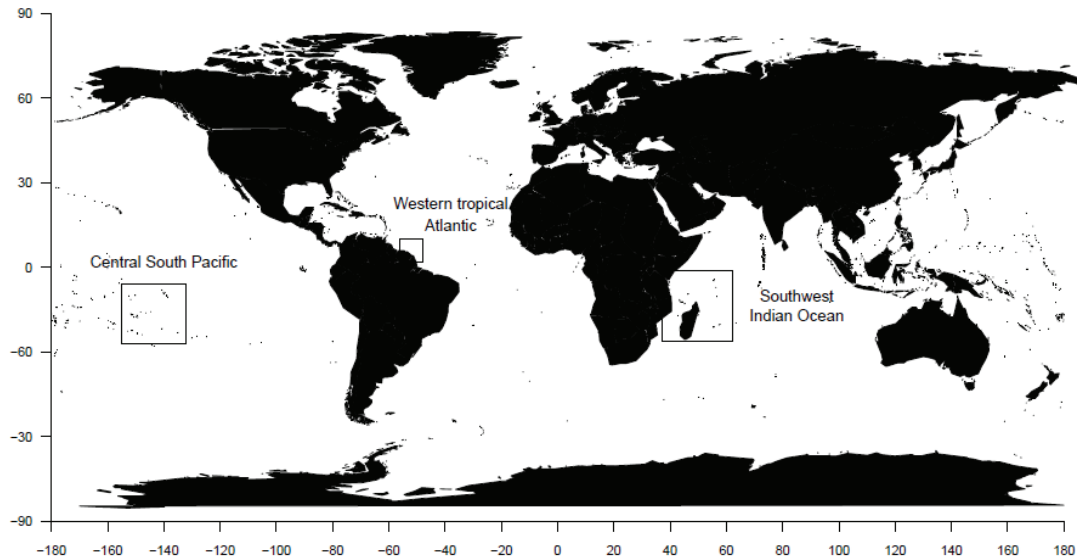 90
60
30
0
−60
−30
−90
Western tropical
Atlantic
Central South Pacific
Southwest
Indian Ocean
−180 −160 −140 −120 −100 −80 −60 −40 −20 0 20 40 60 80 100 120 140 160 180